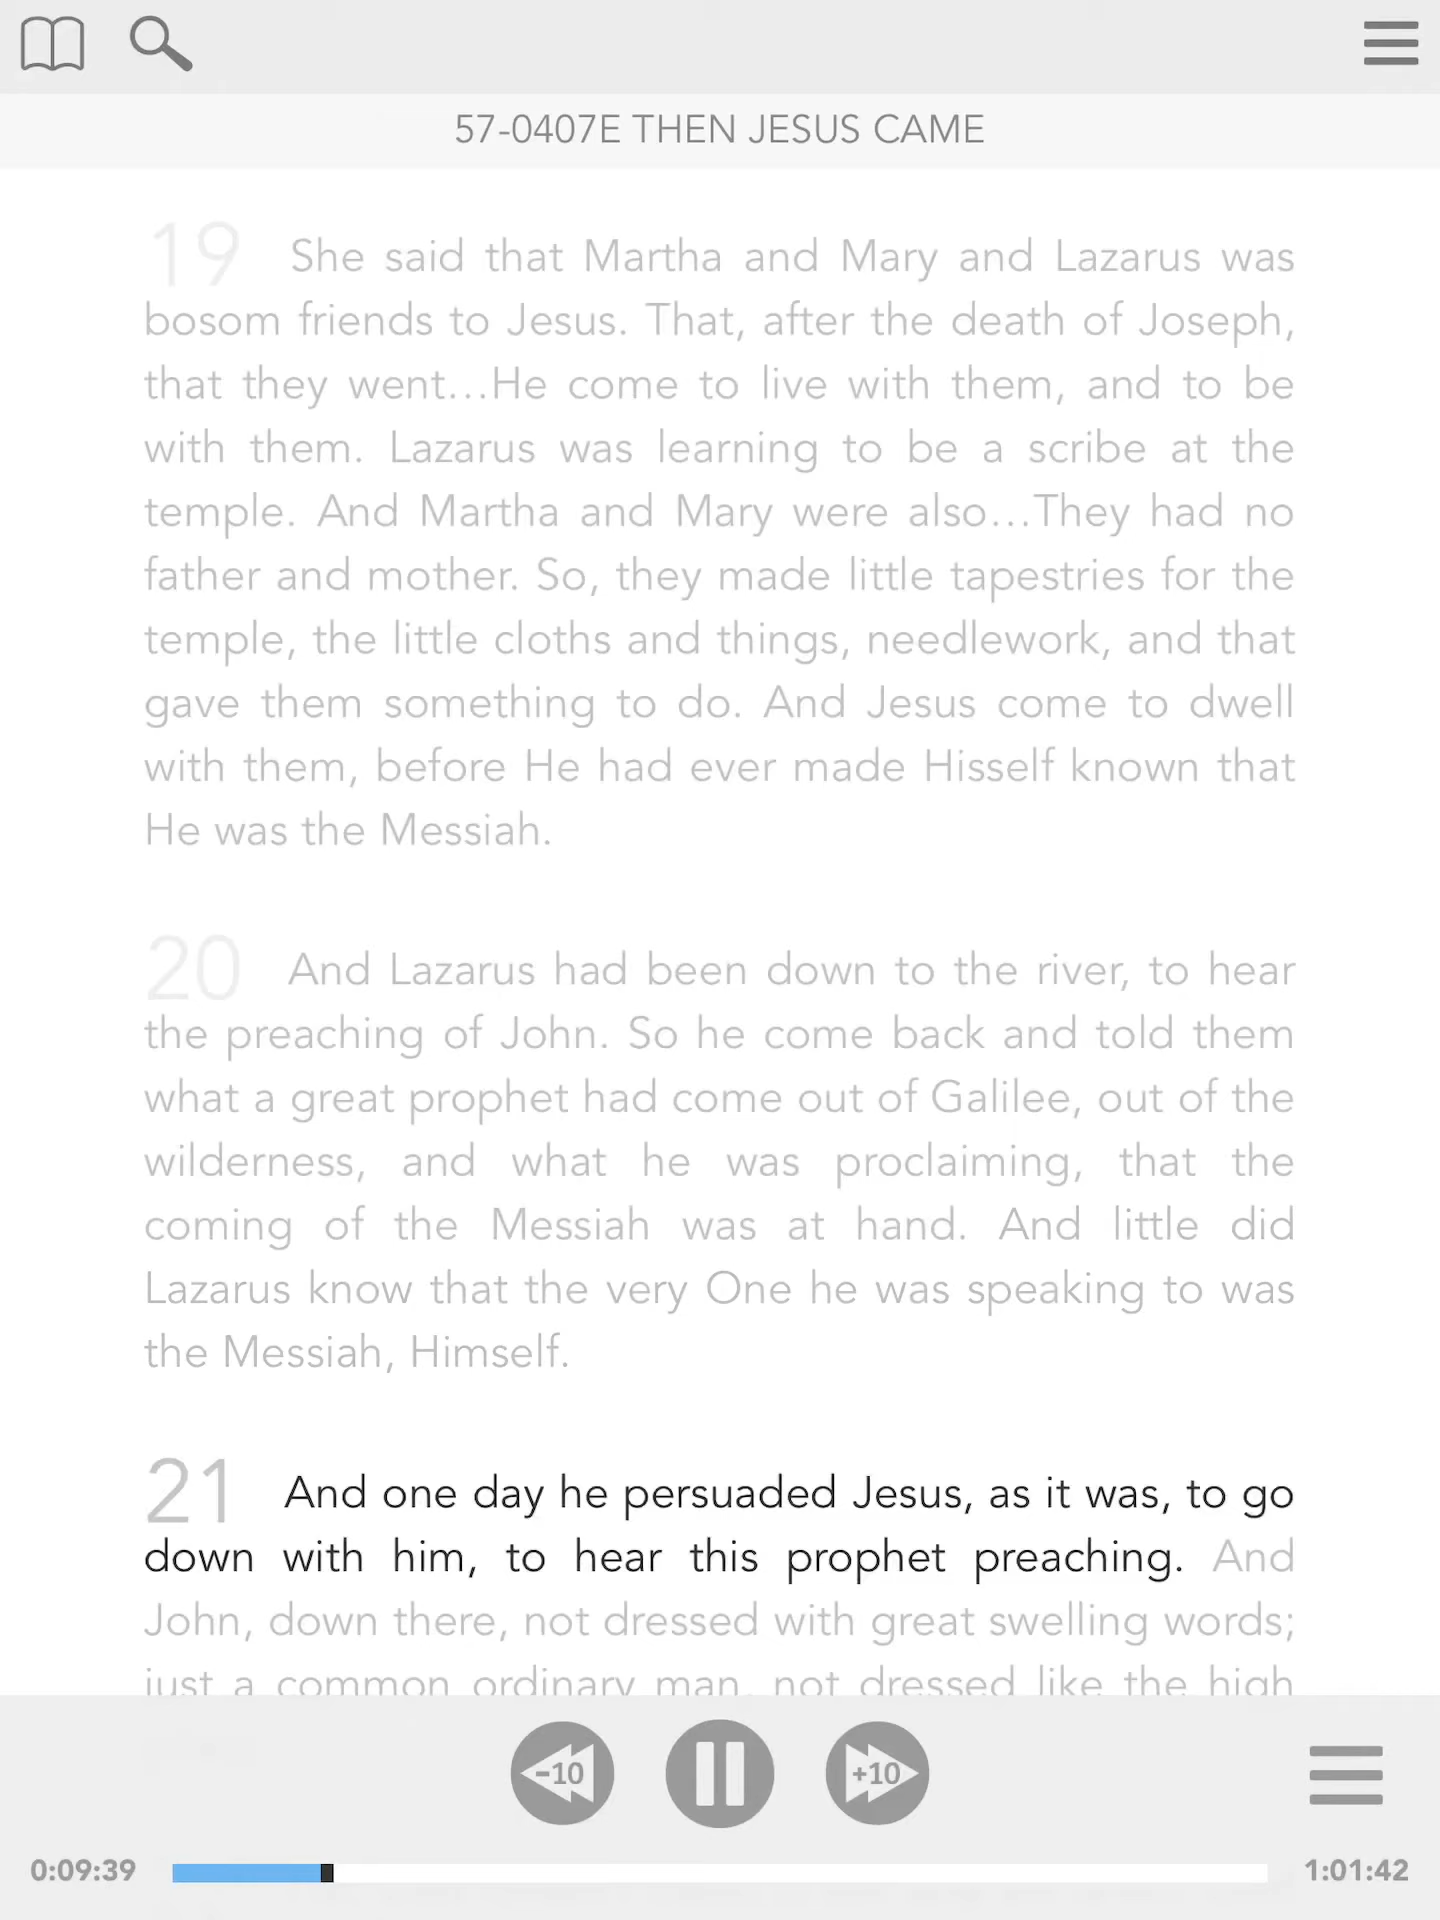 57-0407E THEN JESUS CAME
19 She said that Martha and Mary and Lazarus was
bosom friends to Jesus. That, after the death of Joseph,
that they went…He come to live with them, and to be
with them. Lazarus was learning to be a scribe at the
temple. And Martha and Mary were also…They had no
father and mother. So, they made little tapestries for the
temple, the little cloths and things, needlework, and that
gave them something to do. And Jesus come to dwell
with them, before He had ever made Hisself known that
He was the Messiah.
20 And Lazarus had been down to the river, to hear
the preaching of John. So he come back and told them
what a great prophet had come out of Galilee, out of the
wilderness, and what he was proclaiming, that the
coming of the Messiah was at hand. And little did
Lazarus know that the very One he was speaking to was
the Messiah, Himself.
21 And one day he persuaded Jesus, as it was, to go
down with him, to hear this prophet preaching. And
John, down there, not dressed with great swelling words;
just a common ordinary man, not dressed like the high
-10 +10
0:09:39 1:01:42